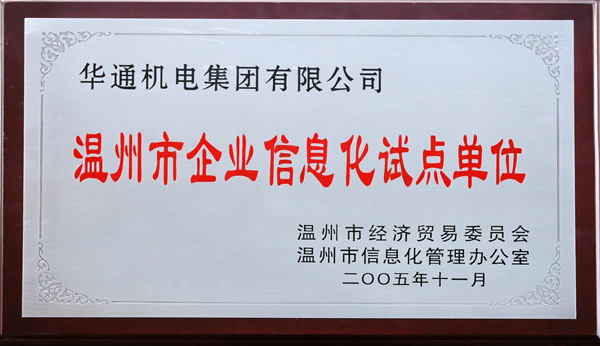 华通机电集团有限公司
温州市企业信息化试点单位
温州市经济贸易委员会
温州市信息化管理办公室
二〇〇五年十一月